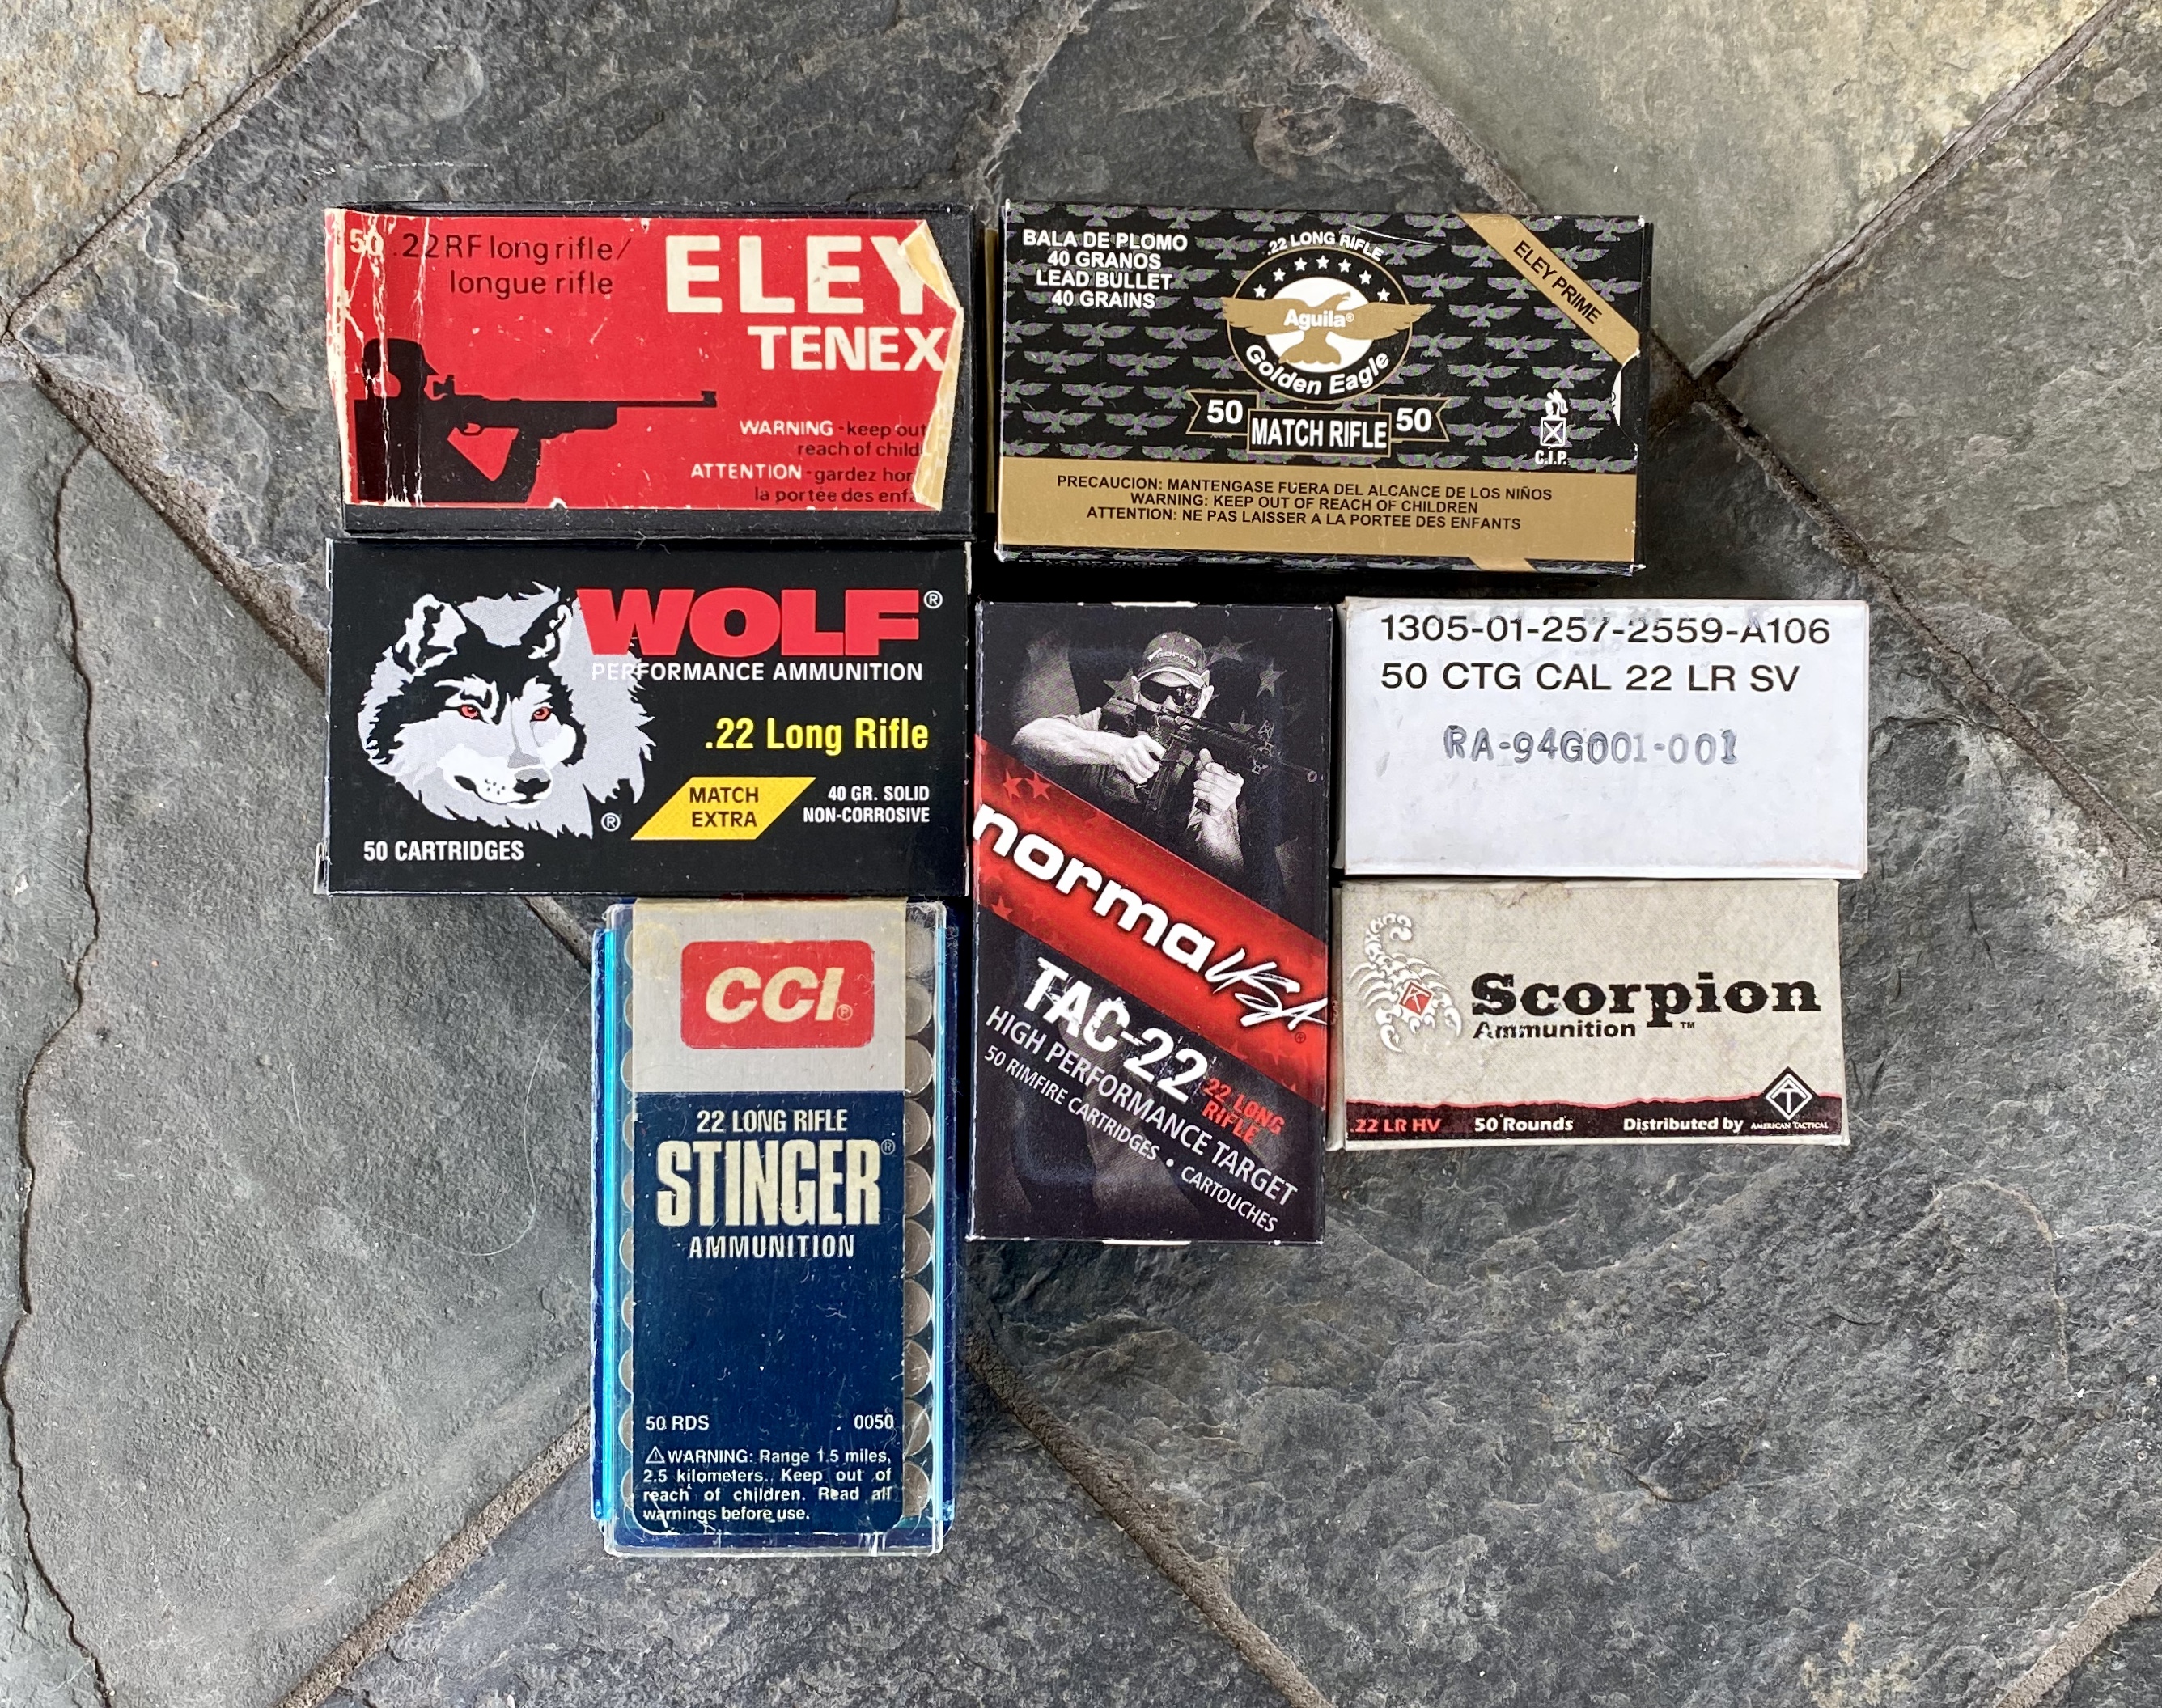 50 .22RF long rifle/
longue rifle
ELEY
TENEX
WARNING - keep out
reach of child
ATTENTION - gardez hor
la portée des enfa
BALA DE PLOMO
40 GRANOS
LEAD BULLET
40 GRAINS
.22 LONG RIFLE
Aguila®
Golden Eagle
50 MATCH RIFLE 50
ELEY PRIME
C.I.P.
PRECAUCION: MANTENGASE FUERA DEL ALCANCE DE LOS NIÑOS
WARNING: KEEP OUT OF REACH OF CHILDREN
ATTENTION: NE PAS LAISSER A LA PORTEE DES ENFANTS
WOLF®
PERFORMANCE AMMUNITION
.22 Long Rifle
MATCH
EXTRA
40 GR. SOLID
NON-CORROSIVE
®
50 CARTRIDGES
norma
norma USA®
TAC-22
22 LONG
RIFLE
HIGH PERFORMANCE TARGET
50 RIMFIRE CARTRIDGES • CARTOUCHES
1305-01-257-2559-A106
50 CTG CAL 22 LR SV
RA-94G001-001
Scorpion
Ammunition ™
.22 LR HV 50 Rounds Distributed by AMERICAN TACTICAL
CCI®
22 LONG RIFLE
STINGER®
AMMUNITION
50 RDS 0050
⚠WARNING: Range 1.5 miles,
2.5 kilometers. Keep out of
reach of children. Read all
warnings before use.